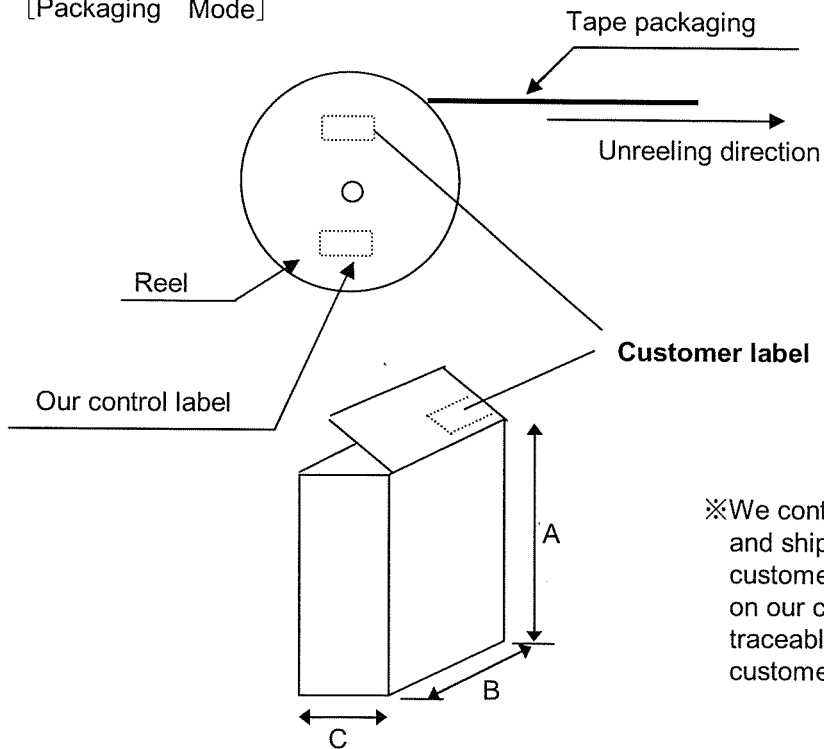 ［Packaging Mode］
Tape packaging
Unreeling direction
Reel
Customer label
Our control label
※We cont
and ship
custome
on our c
traceabl
custome
A
B
C